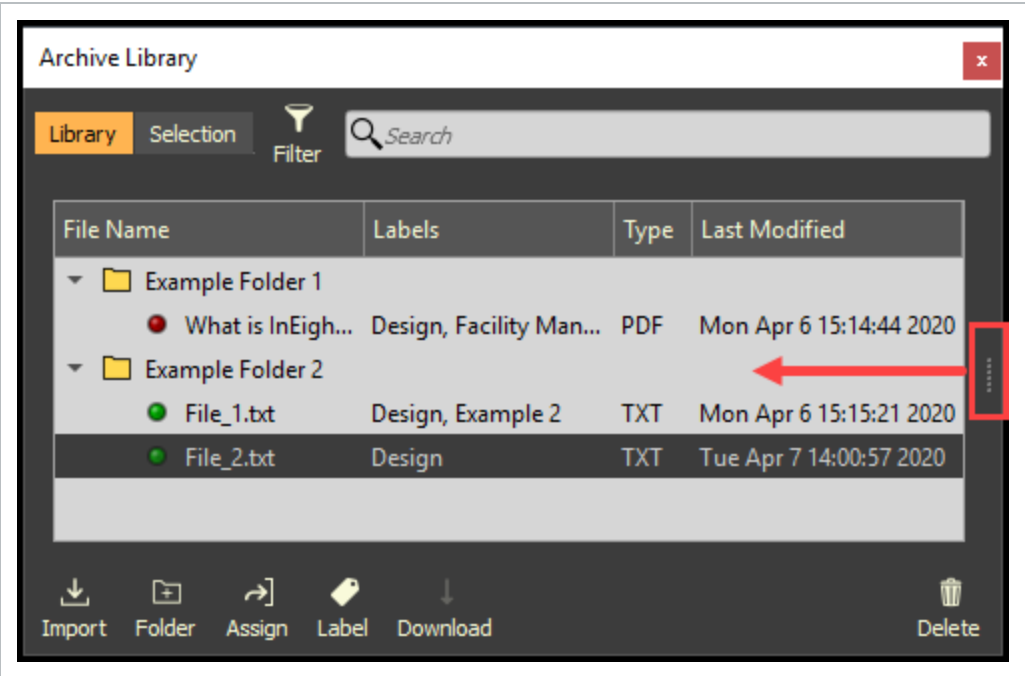 Archive Library
x
Library Selection Filter Search
File Name Labels Type Last Modified
Example Folder 1
What is InEigh... Design, Facility Man... PDF Mon Apr 6 15:14:44 2020
Example Folder 2
File_1.txt Design, Example 2 TXT Mon Apr 6 15:15:21 2020
File_2.txt Design TXT Tue Apr 7 14:00:57 2020
Import Folder Assign Label Download Delete